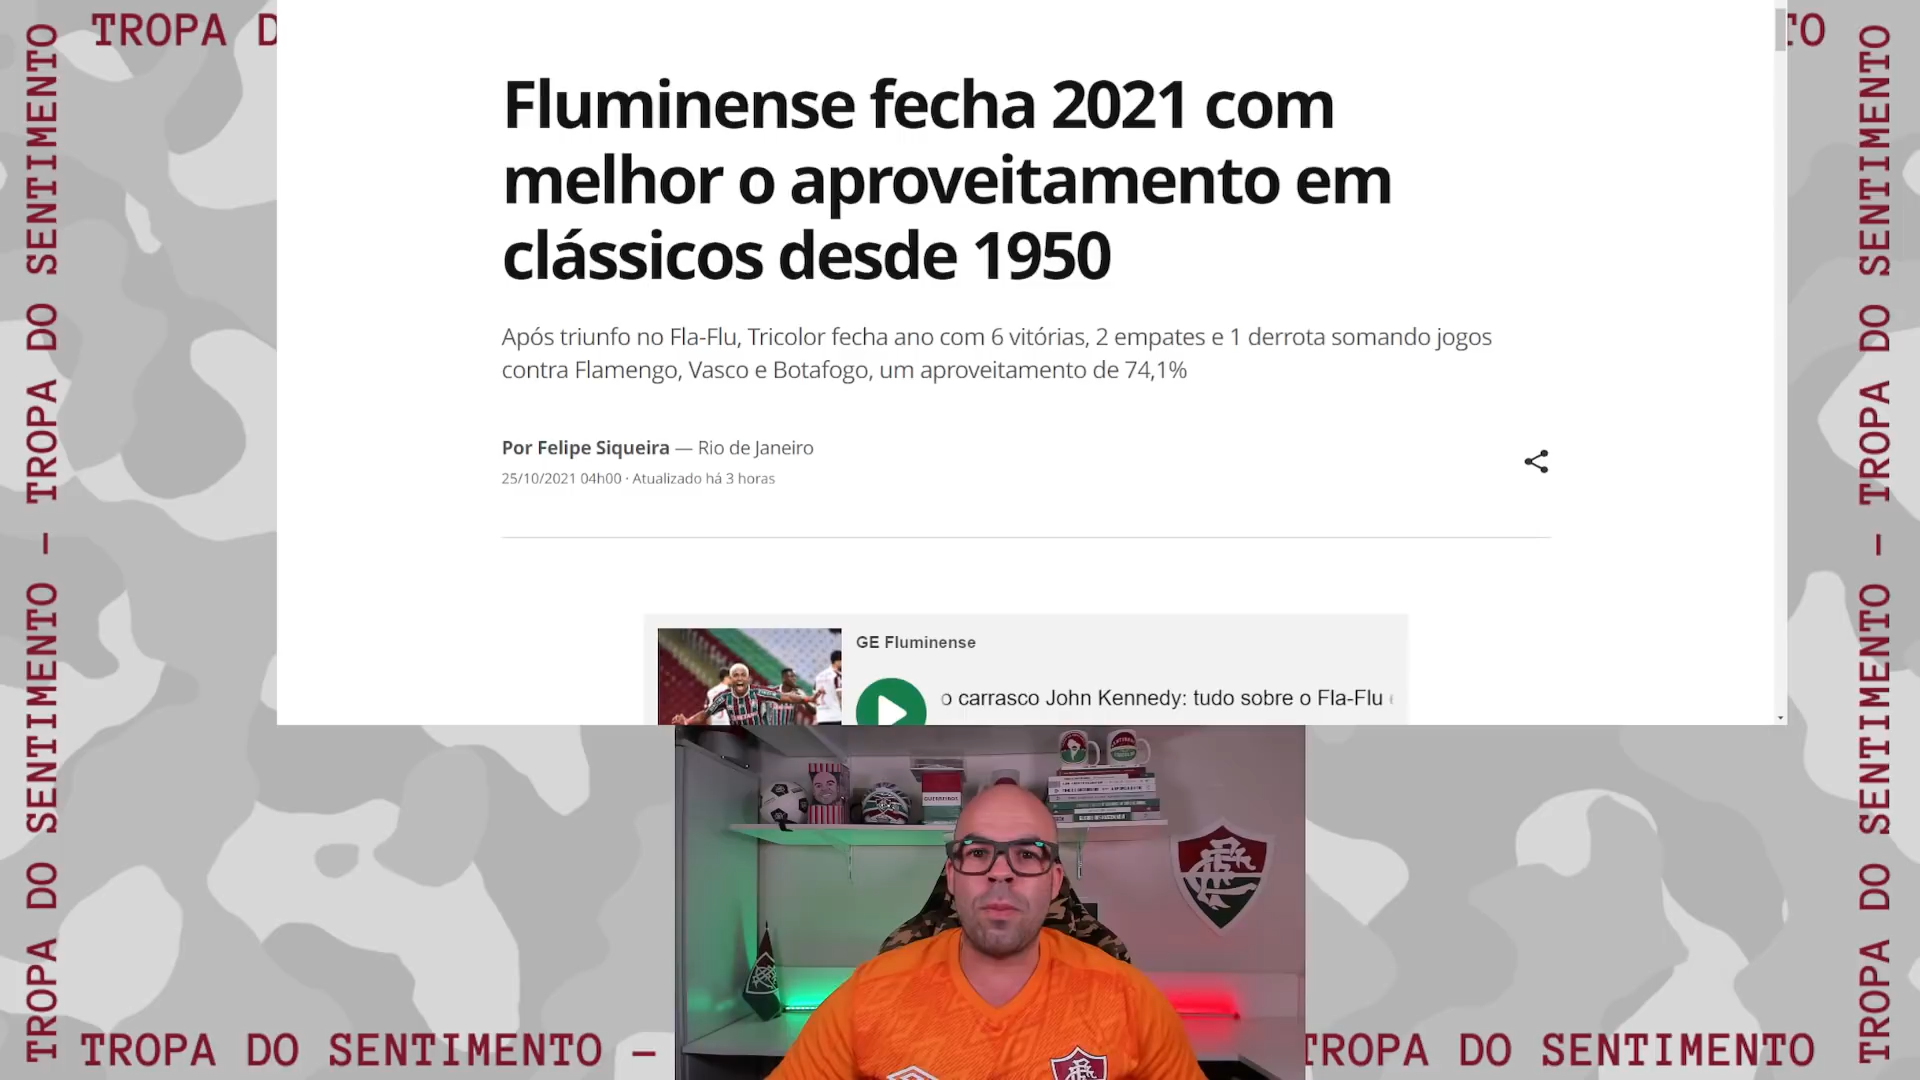 TROPA D
TO
Fluminense fecha 2021 com
melhor o aproveitamento em
clássicos desde 1950
Após triunfo no Fla-Flu, Tricolor fecha ano com 6 vitórias, 2 empates e 1 derrota somando jogos
contra Flamengo, Vasco e Botafogo, um aproveitamento de 74,1%
Por Felipe Siqueira — Rio de Janeiro
25/10/2021 04h00 · Atualizado há 3 horas
GE Fluminense
o carrasco John Kennedy: tudo sobre o Fla-Flu
TROPA DO SENTIMENTO – TROPA DO SENTIMENTO
TROPA DO SENTIMENTO – TROPA DO SENTIMENTO
GUERREIROS
TROPA DO SENTIMENTO –
TROPA DO SENTIMENTO